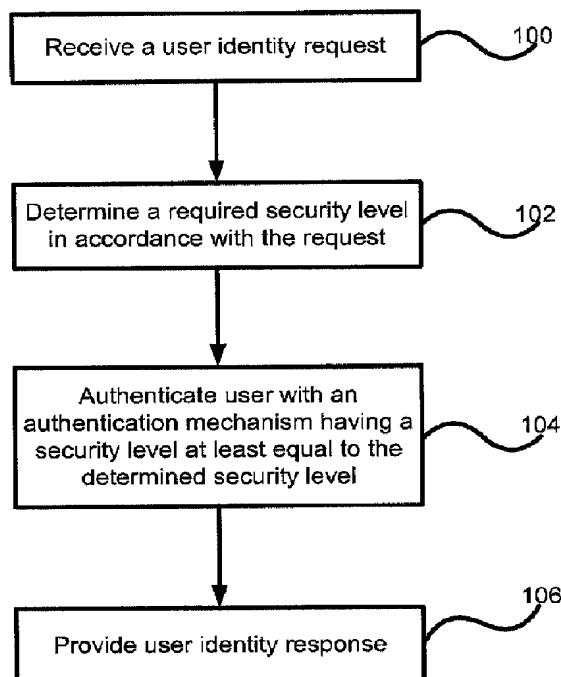 Receive a user identity request
100
Determine a required security level
in accordance with the request
102
Authenticate user with an
authentication mechanism having a
security level at least equal to the
determined security level
104
Provide user identity response
106